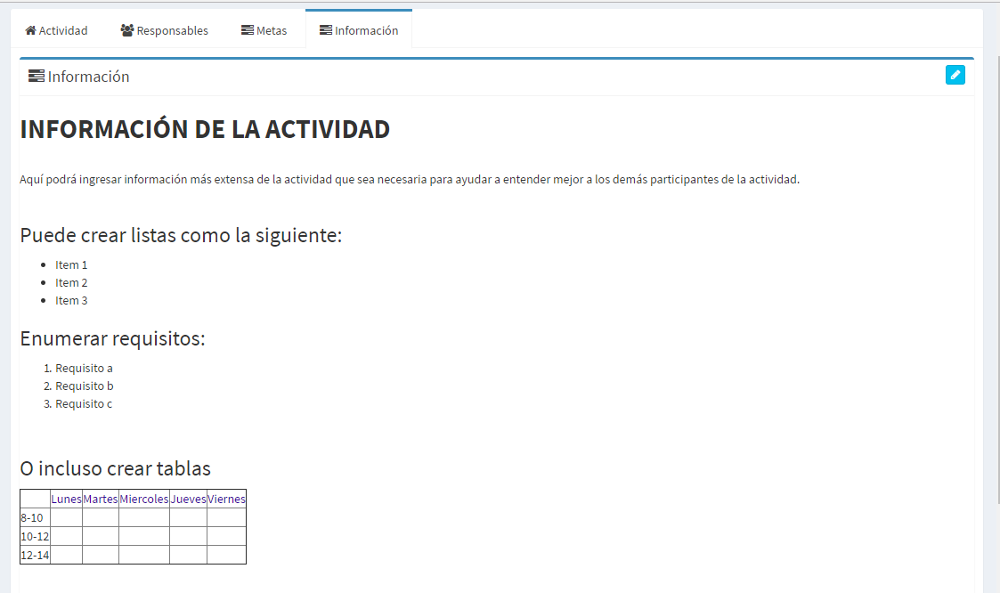 Actividad Responsables Metas Información
Información
INFORMACIÓN DE LA ACTIVIDAD
Aquí podrá ingresar información más extensa de la actividad que sea necesaria para ayudar a entender mejor a los demás participantes de la actividad.
Puede crear listas como la siguiente:
• Item 1
• Item 2
• Item 3
Enumerar requisitos:
1. Requisito a
2. Requisito b
3. Requisito c
O incluso crear tablas
Lunes Martes Miercoles Jueves Viernes
8-10
10-12
12-14